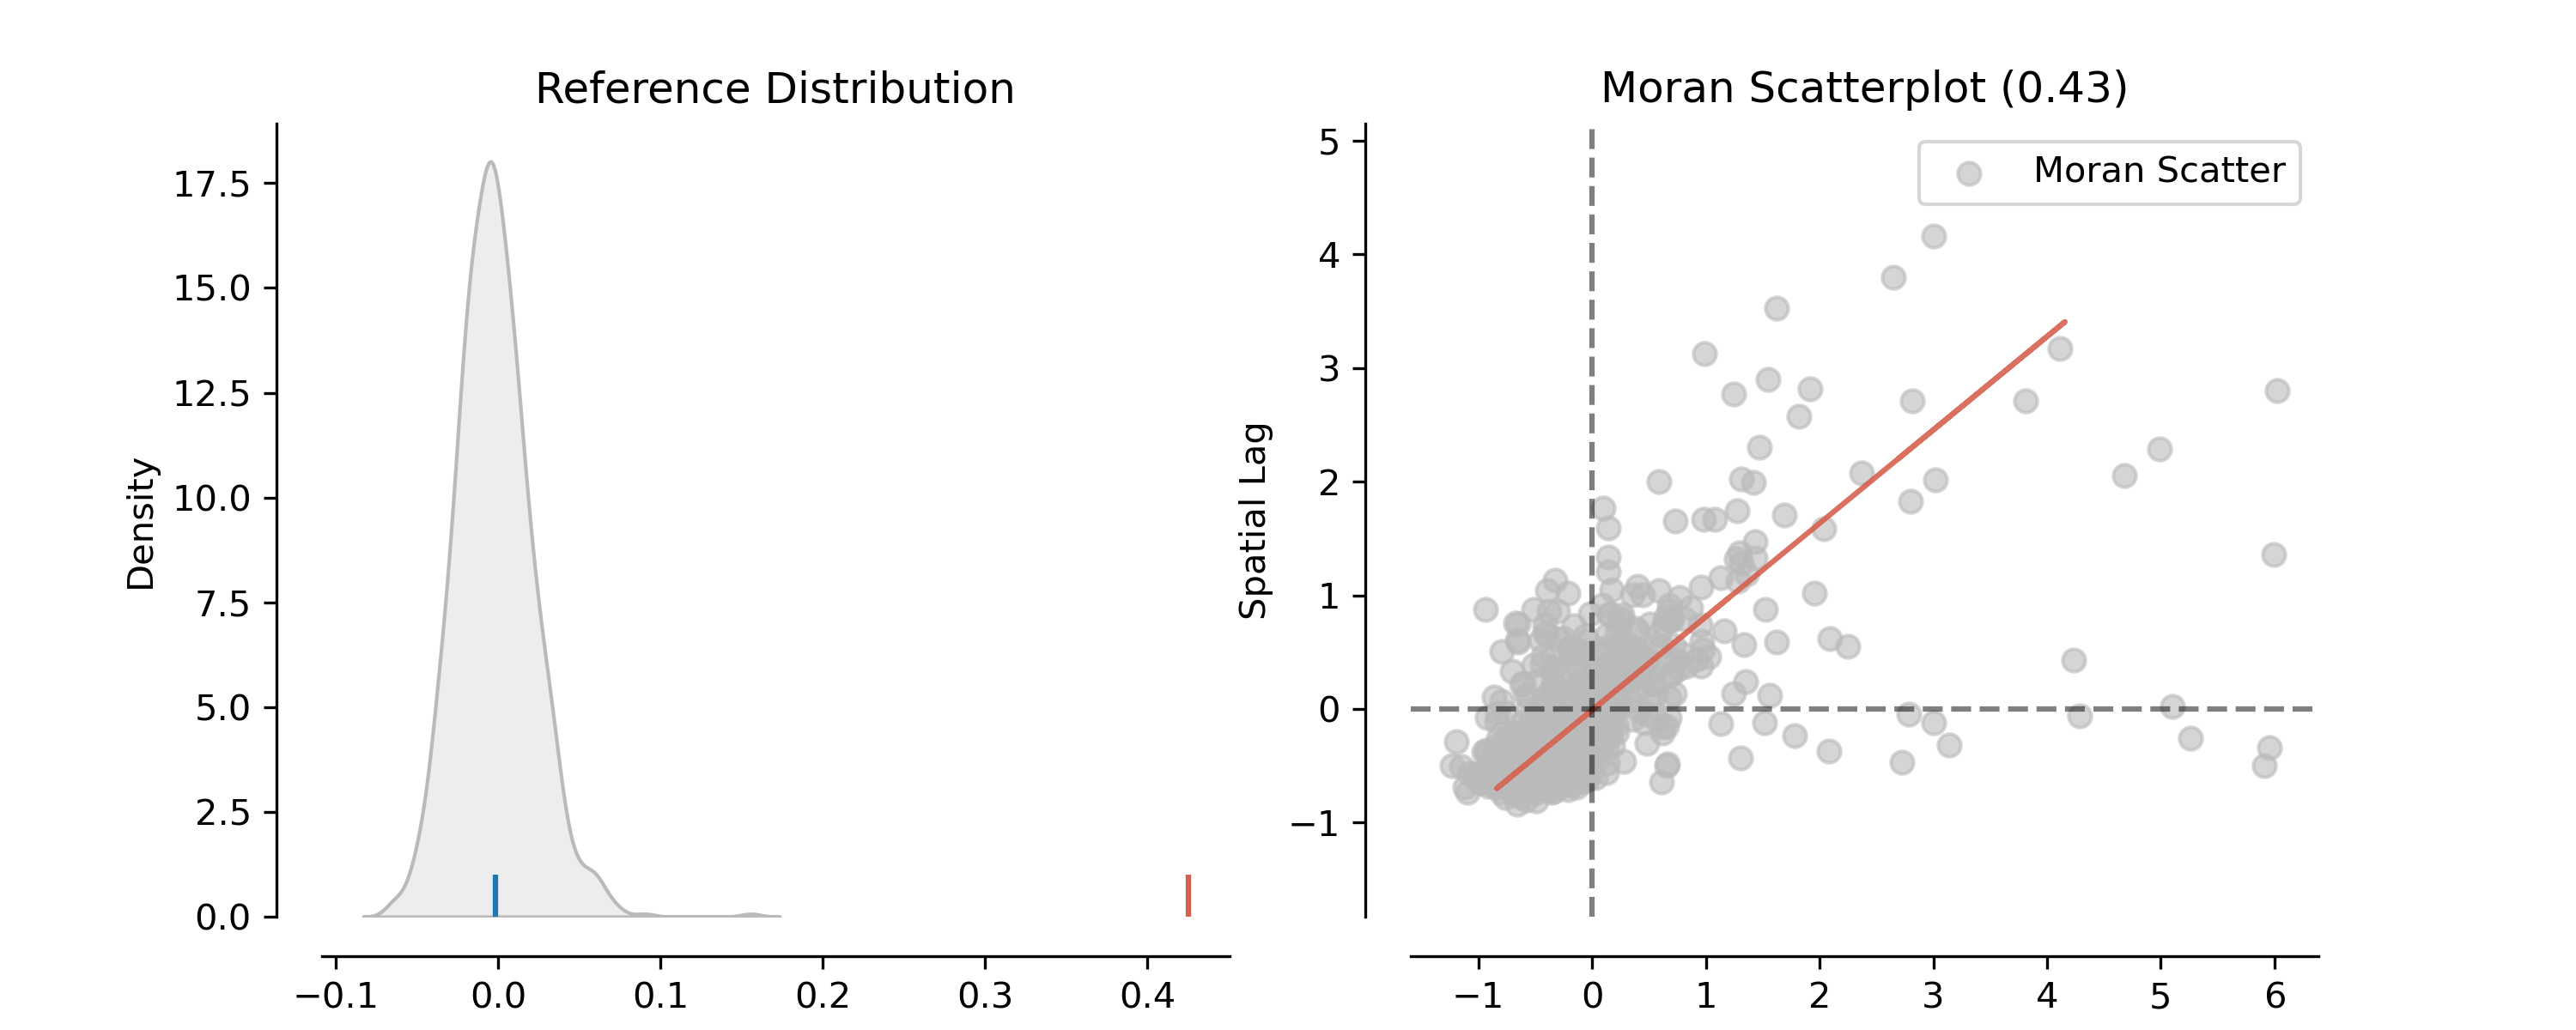 Reference Distribution
Density
17.5
15.0
12.5
10.0
7.5
5.0
2.5
0.0
−0.1 0.0 0.1 0.2 0.3 0.4
Moran Scatterplot (0.43)
Moran Scatter
Spatial Lag
5
4
3
2
1
0
−1
−1 0 1 2 3 4 5 6